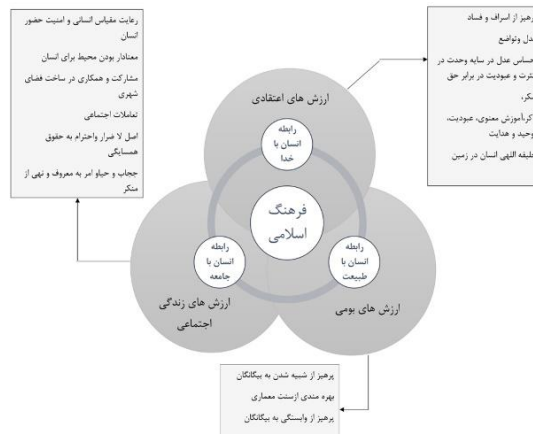 رعایت مقیاس انسانی و امنیت حضور
انسان
معنادار بودن محیط برای انسان
مشارکت و همکاری در ساخت فضای
شهری
تعاملات اجتماعی
اصل لا ضرار واحترام به حقوق
همسایگی
حجاب و حیاو امر به معروف و نهی از
منکر
رهیز از اسراف و فساد
دل وتواضع
حساس عدل در سایه وحدت در
ثرت و عبودیت در برابر حق
کر،آموزش معنوی، عبودیت،
وحید و هدایت
لیفه اللهی انسان در زمین
ارزش های اعتقادی
رابطه
انسان با
خدا
فرهنگ
اسلامی
رابطه
انسان با
جامعه
رابطه
انسان با
طبیعت
ارزش های زندگی
اجتماعی
ارزش های بومی
پرهیز از شبیه شدن به بیگانگان
بهره مندی ازسنت معماری
پرهیز از وابستگی به بیگانگان